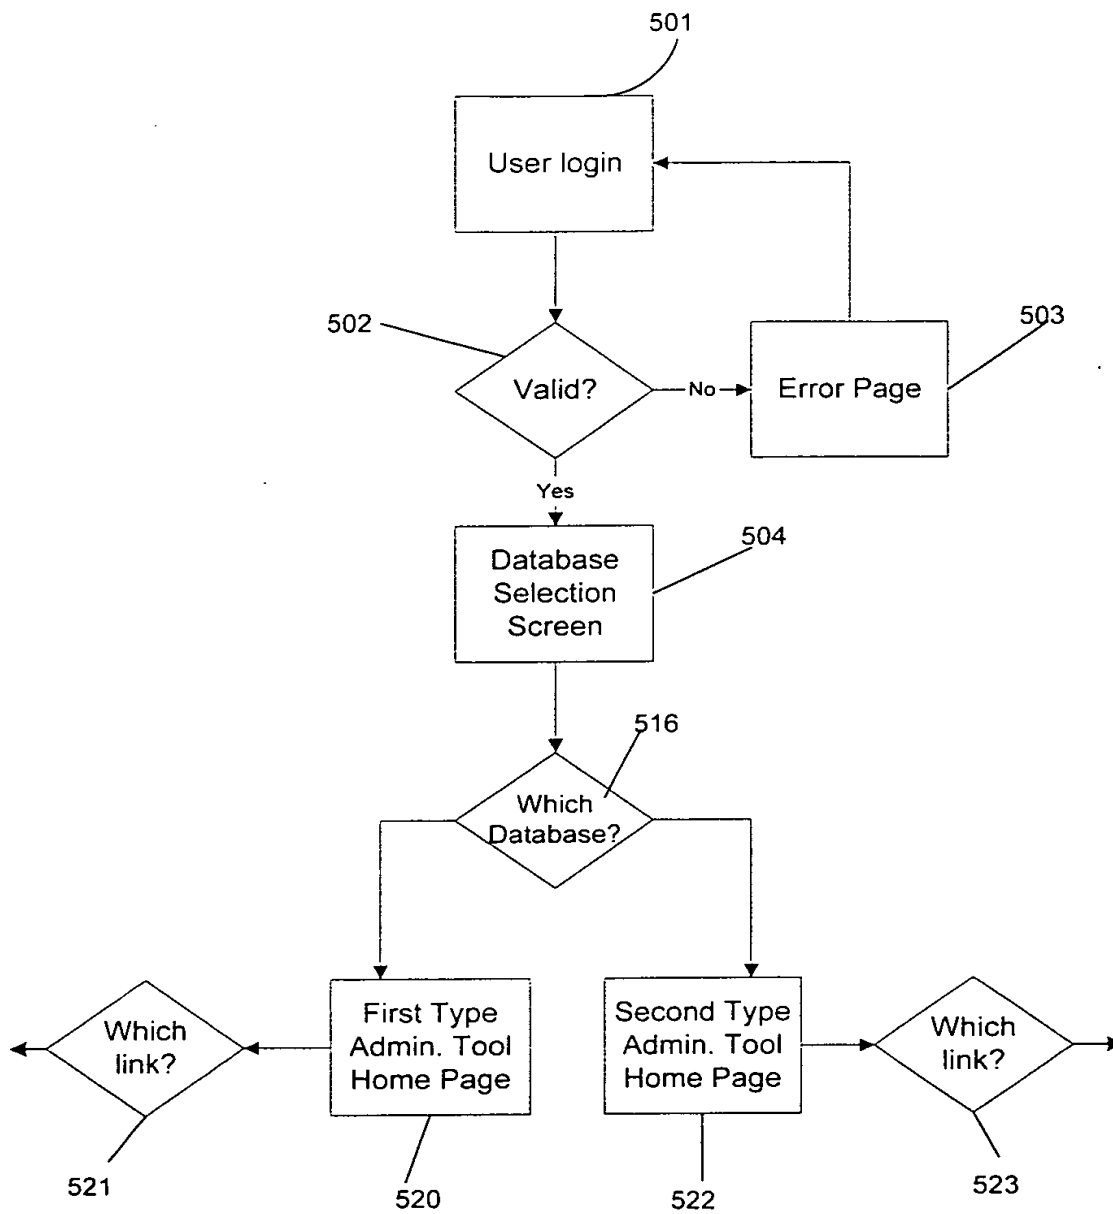 501
User login
502
Valid?
No
503
Error Page
Yes
504
Database
Selection
Screen
516
Which
Database?
Which
link?
521
First Type
Admin. Tool
Home Page
520
Second Type
Admin. Tool
Home Page
522
Which
link?
523